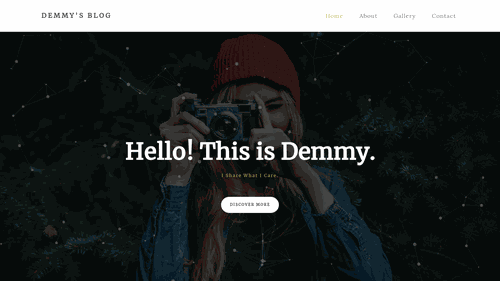 DEMMY'S BLOG
Home About Gallery Contact
Hello! This is Demmy.
I Share What I Care.
DISCOVER MORE